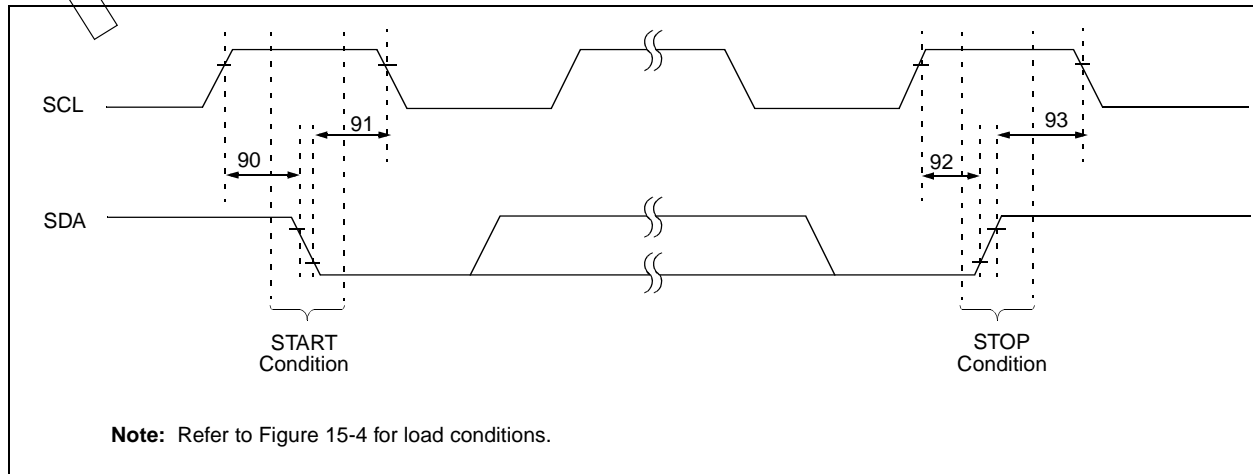 SCL
91
93
90
92
SDA
START
Condition
STOP
Condition
Note: Refer to Figure 15-4 for load conditions.